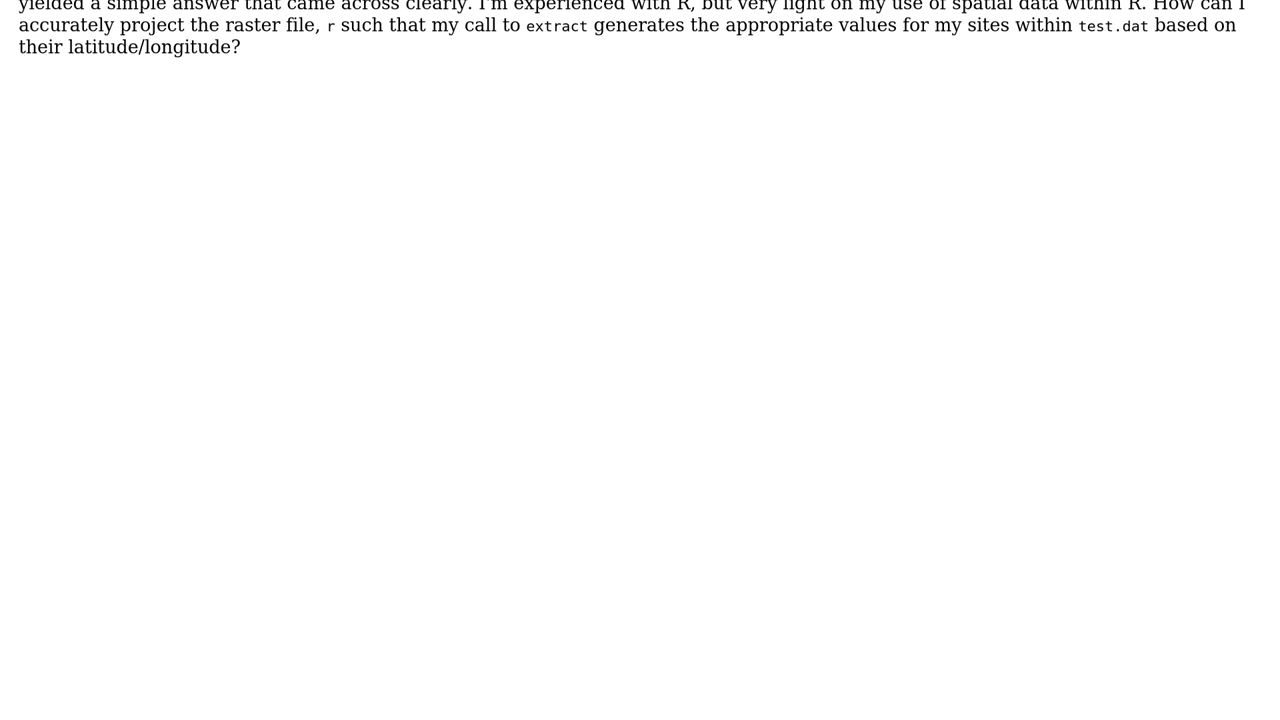 yielded a simple answer that came across clearly. I'm experienced with R, but very light on my use of spatial data within R. How can I
accurately project the raster file, r such that my call to extract generates the appropriate values for my sites within test.dat based on
their latitude/longitude?